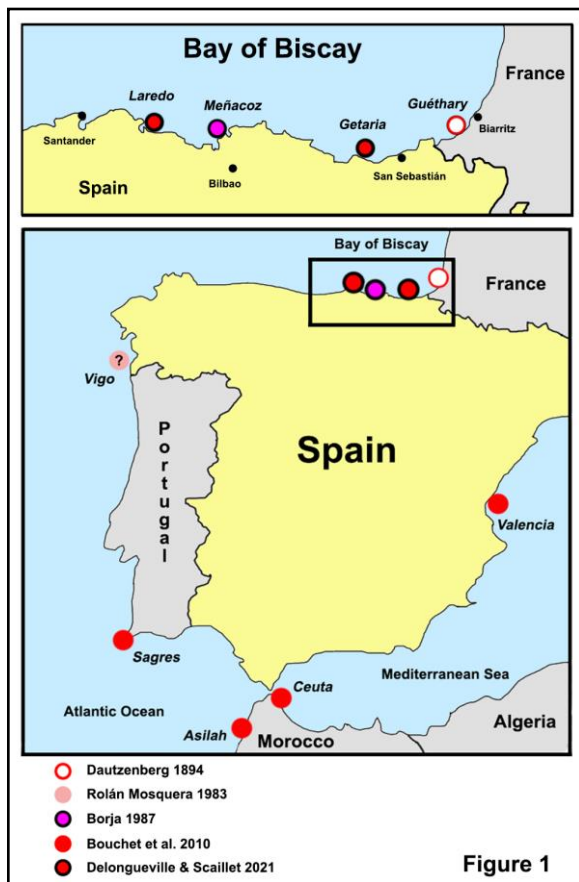 Bay of Biscay
France
Laredo
Meñacoz
Guéthary
Santander
Getaria
Biarritz
Spain
Bilbao
San Sebastián
Bay of Biscay
France
?
Vigo
Portugal
Spain
Valencia
Sagres
Ceuta
Mediterranean Sea
Atlantic Ocean
Asilah
Morocco
Algeria
Dautzenberg 1894
Rolán Mosquera 1983
Borja 1987
Bouchet et al. 2010
Delongueville & Scaillet 2021
Figure 1